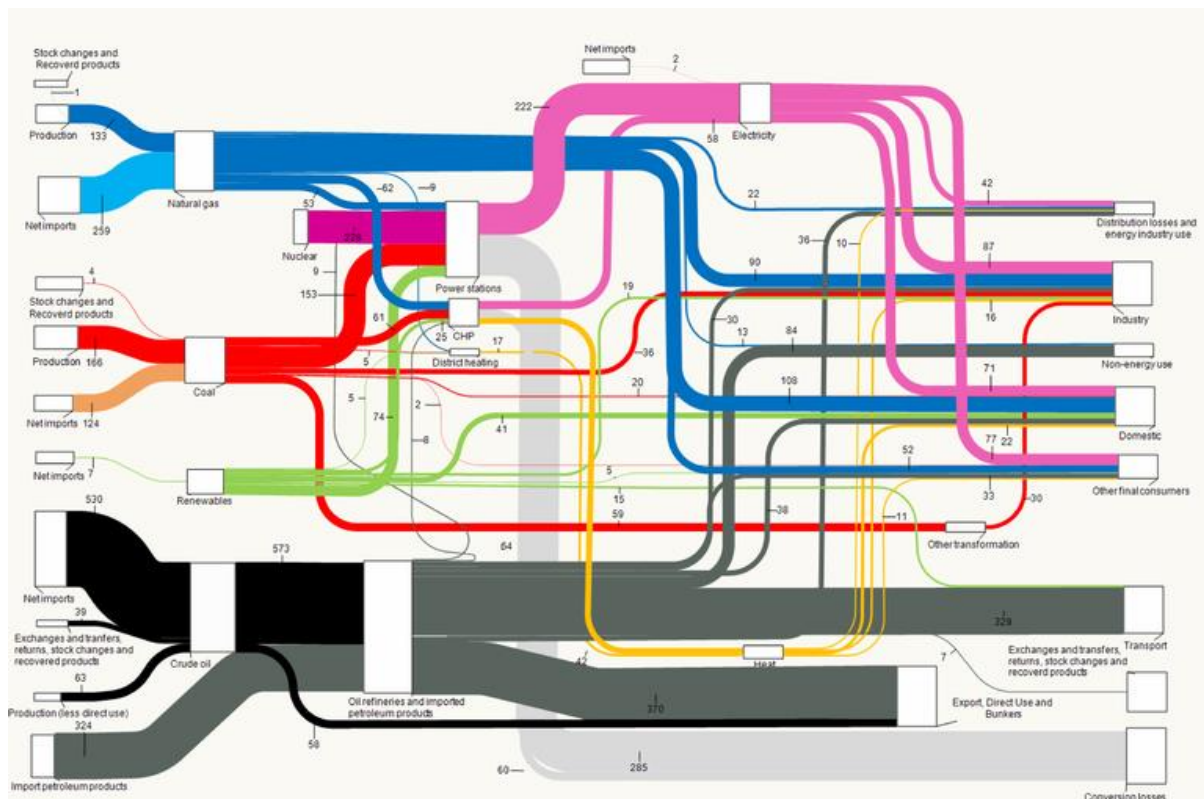 Stock changes and
Recoverd products
1
Production
133
Net imports
259
Natural gas
Net imports
2
222
Electricity
58
62
9
53
Nuclear
Power stations
9
153
61
25
CHP
17
District heating
22
42
Distribution losses and
energy industry use
36
10
87
90
Industry
16
19
30
13
84
Non-energy use
36
5
20
108
71
Domestic
22
Stock changes and
Recoverd products
4
Production
166
Net imports
124
Coal
5
2
74
8
41
77
52
Other final consumers
33
Net imports
7
Renewables
5
15
11
30
59
38
Other transformation
530
Net imports
573
64
39
Exchanges and tranfers,
returns, stock changes and
recovered products
Crude oil
63
Production (less direct use)
324
Import petroleum products
Oil refineries and imported
petroleum products
58
42
Heat
329
Transport
7
Exchanges and transfers,
returns, stock changes and
recovered products
370
Export, Direct Use and
Bunkers
60
285
Conversion losses